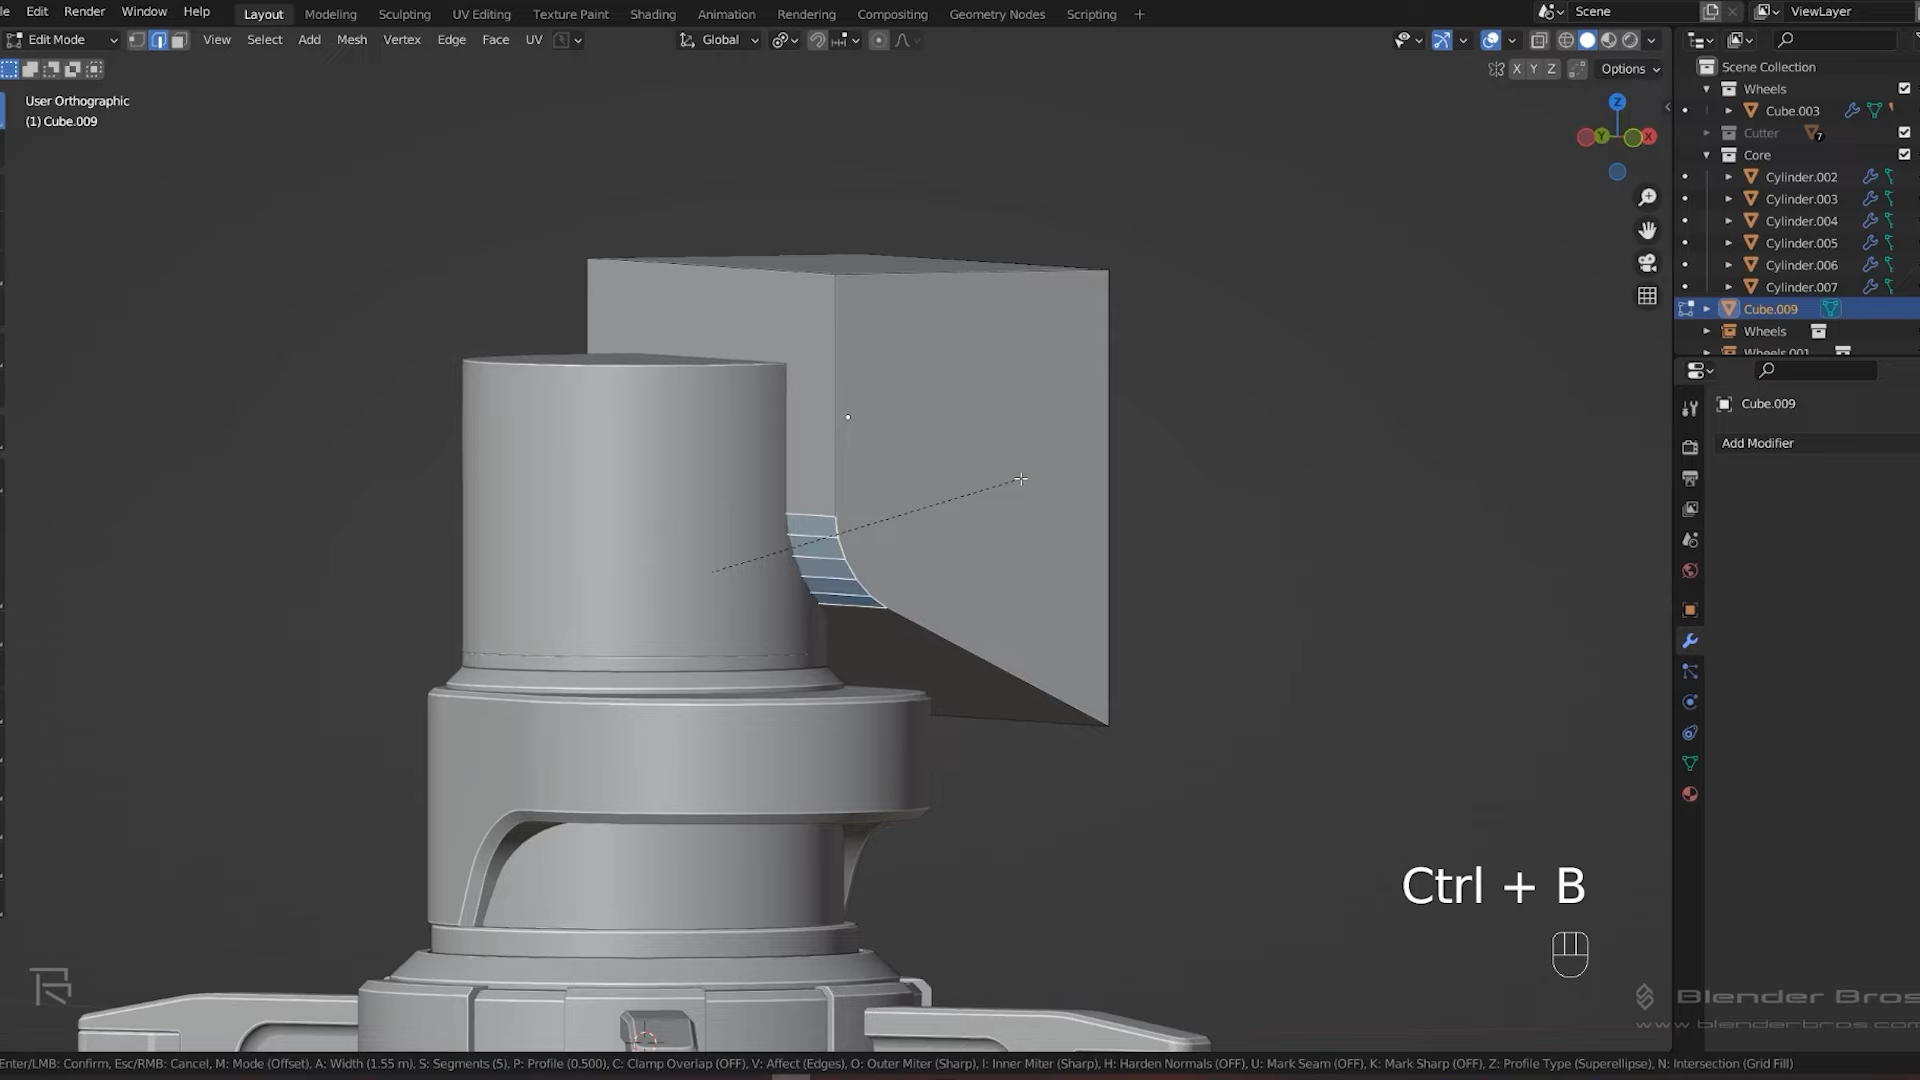 Edit Render Window Help Layout Modeling Sculpting UV Editing Texture Paint Shading Animation Rendering Compositing Geometry Nodes Scripting + Scene ViewLayer
Edit Mode View Select Add Mesh Vertex Edge Face UV Global
X Y Z Options
User Orthographic
(1) Cube.009
Z
Y X
Scene Collection
Wheels
Cube.003
Cutter 7
Core
Cylinder.002
Cylinder.003
Cylinder.004
Cylinder.005
Cylinder.006
Cylinder.007
Cube.009
Wheels
Wheels.001
Cube.009
Add Modifier
Ctrl + B
Blender Bros
www.blenderbros.com
Enter/LMB: Confirm, Esc/RMB: Cancel, M: Mode (Offset), A: Width (1.55 m), S: Segments (5), P: Profile (0.500), C: Clamp Overlap (OFF), V: Affect (Edges), O: Outer Miter (Sharp), I: Inner Miter (Sharp), H: Harden Normals (OFF), U: Mark Seam (OFF), K: Mark Sharp (OFF), Z: Profile Type (Superellipse), N: Intersection (Grid Fill)